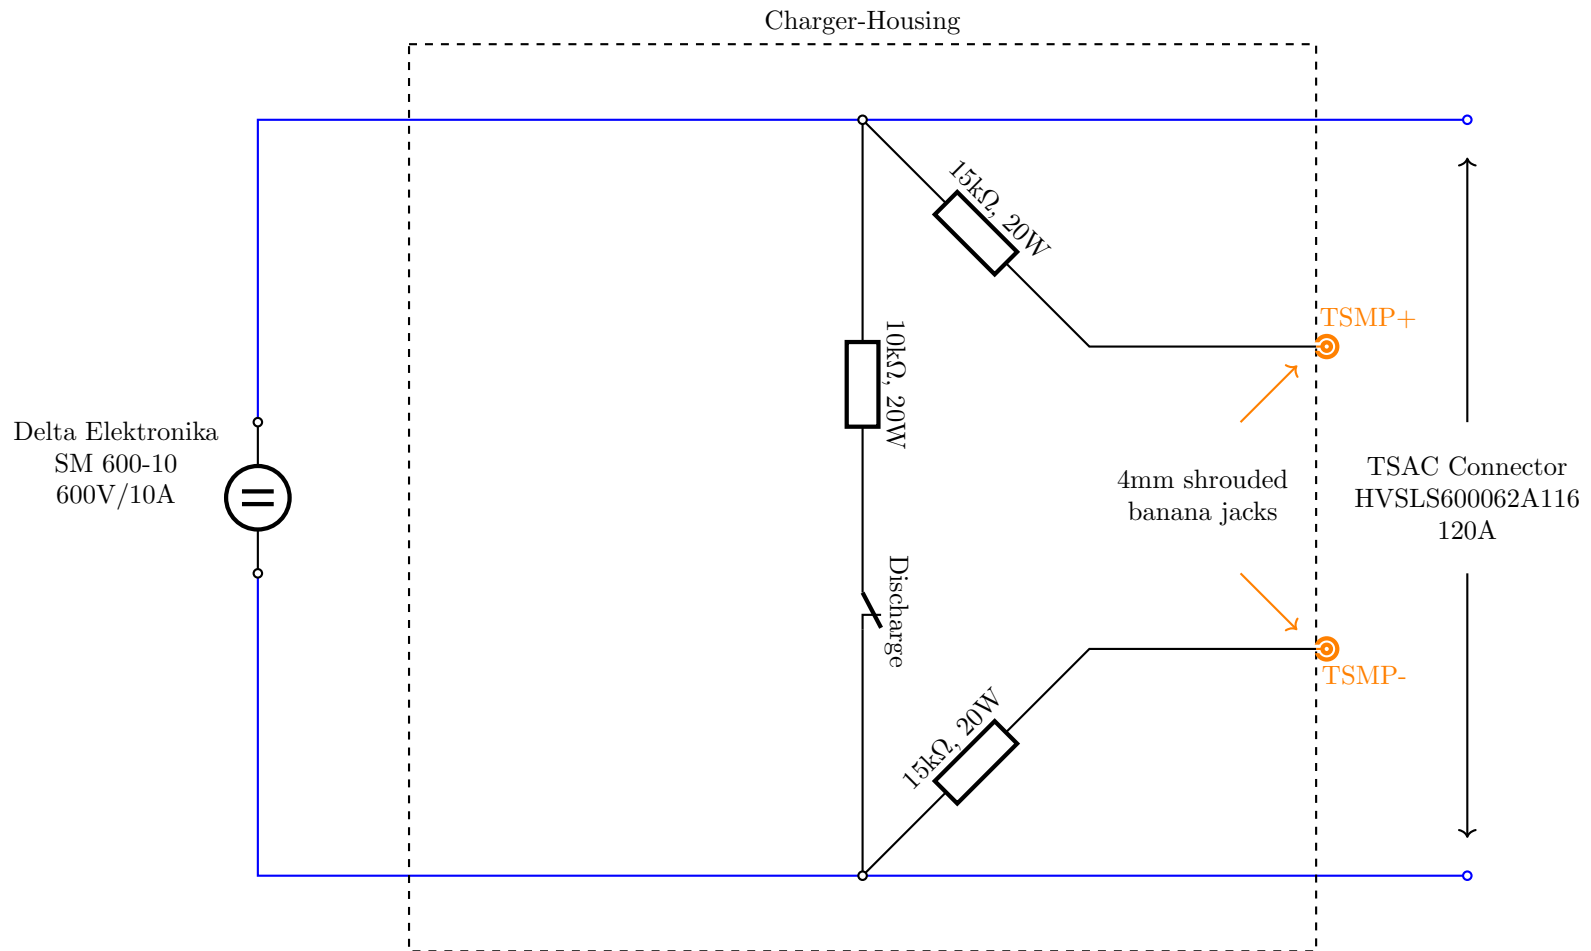 Charger-Housing
15kΩ, 20W
TSMP+
10kΩ, 20W
Delta Elektronika
SM 600-10
600V/10A
4mm shrouded
banana jacks
TSAC Connector
HVSLS600062A116
120A
Discharge
TSMP-
15kΩ, 20W